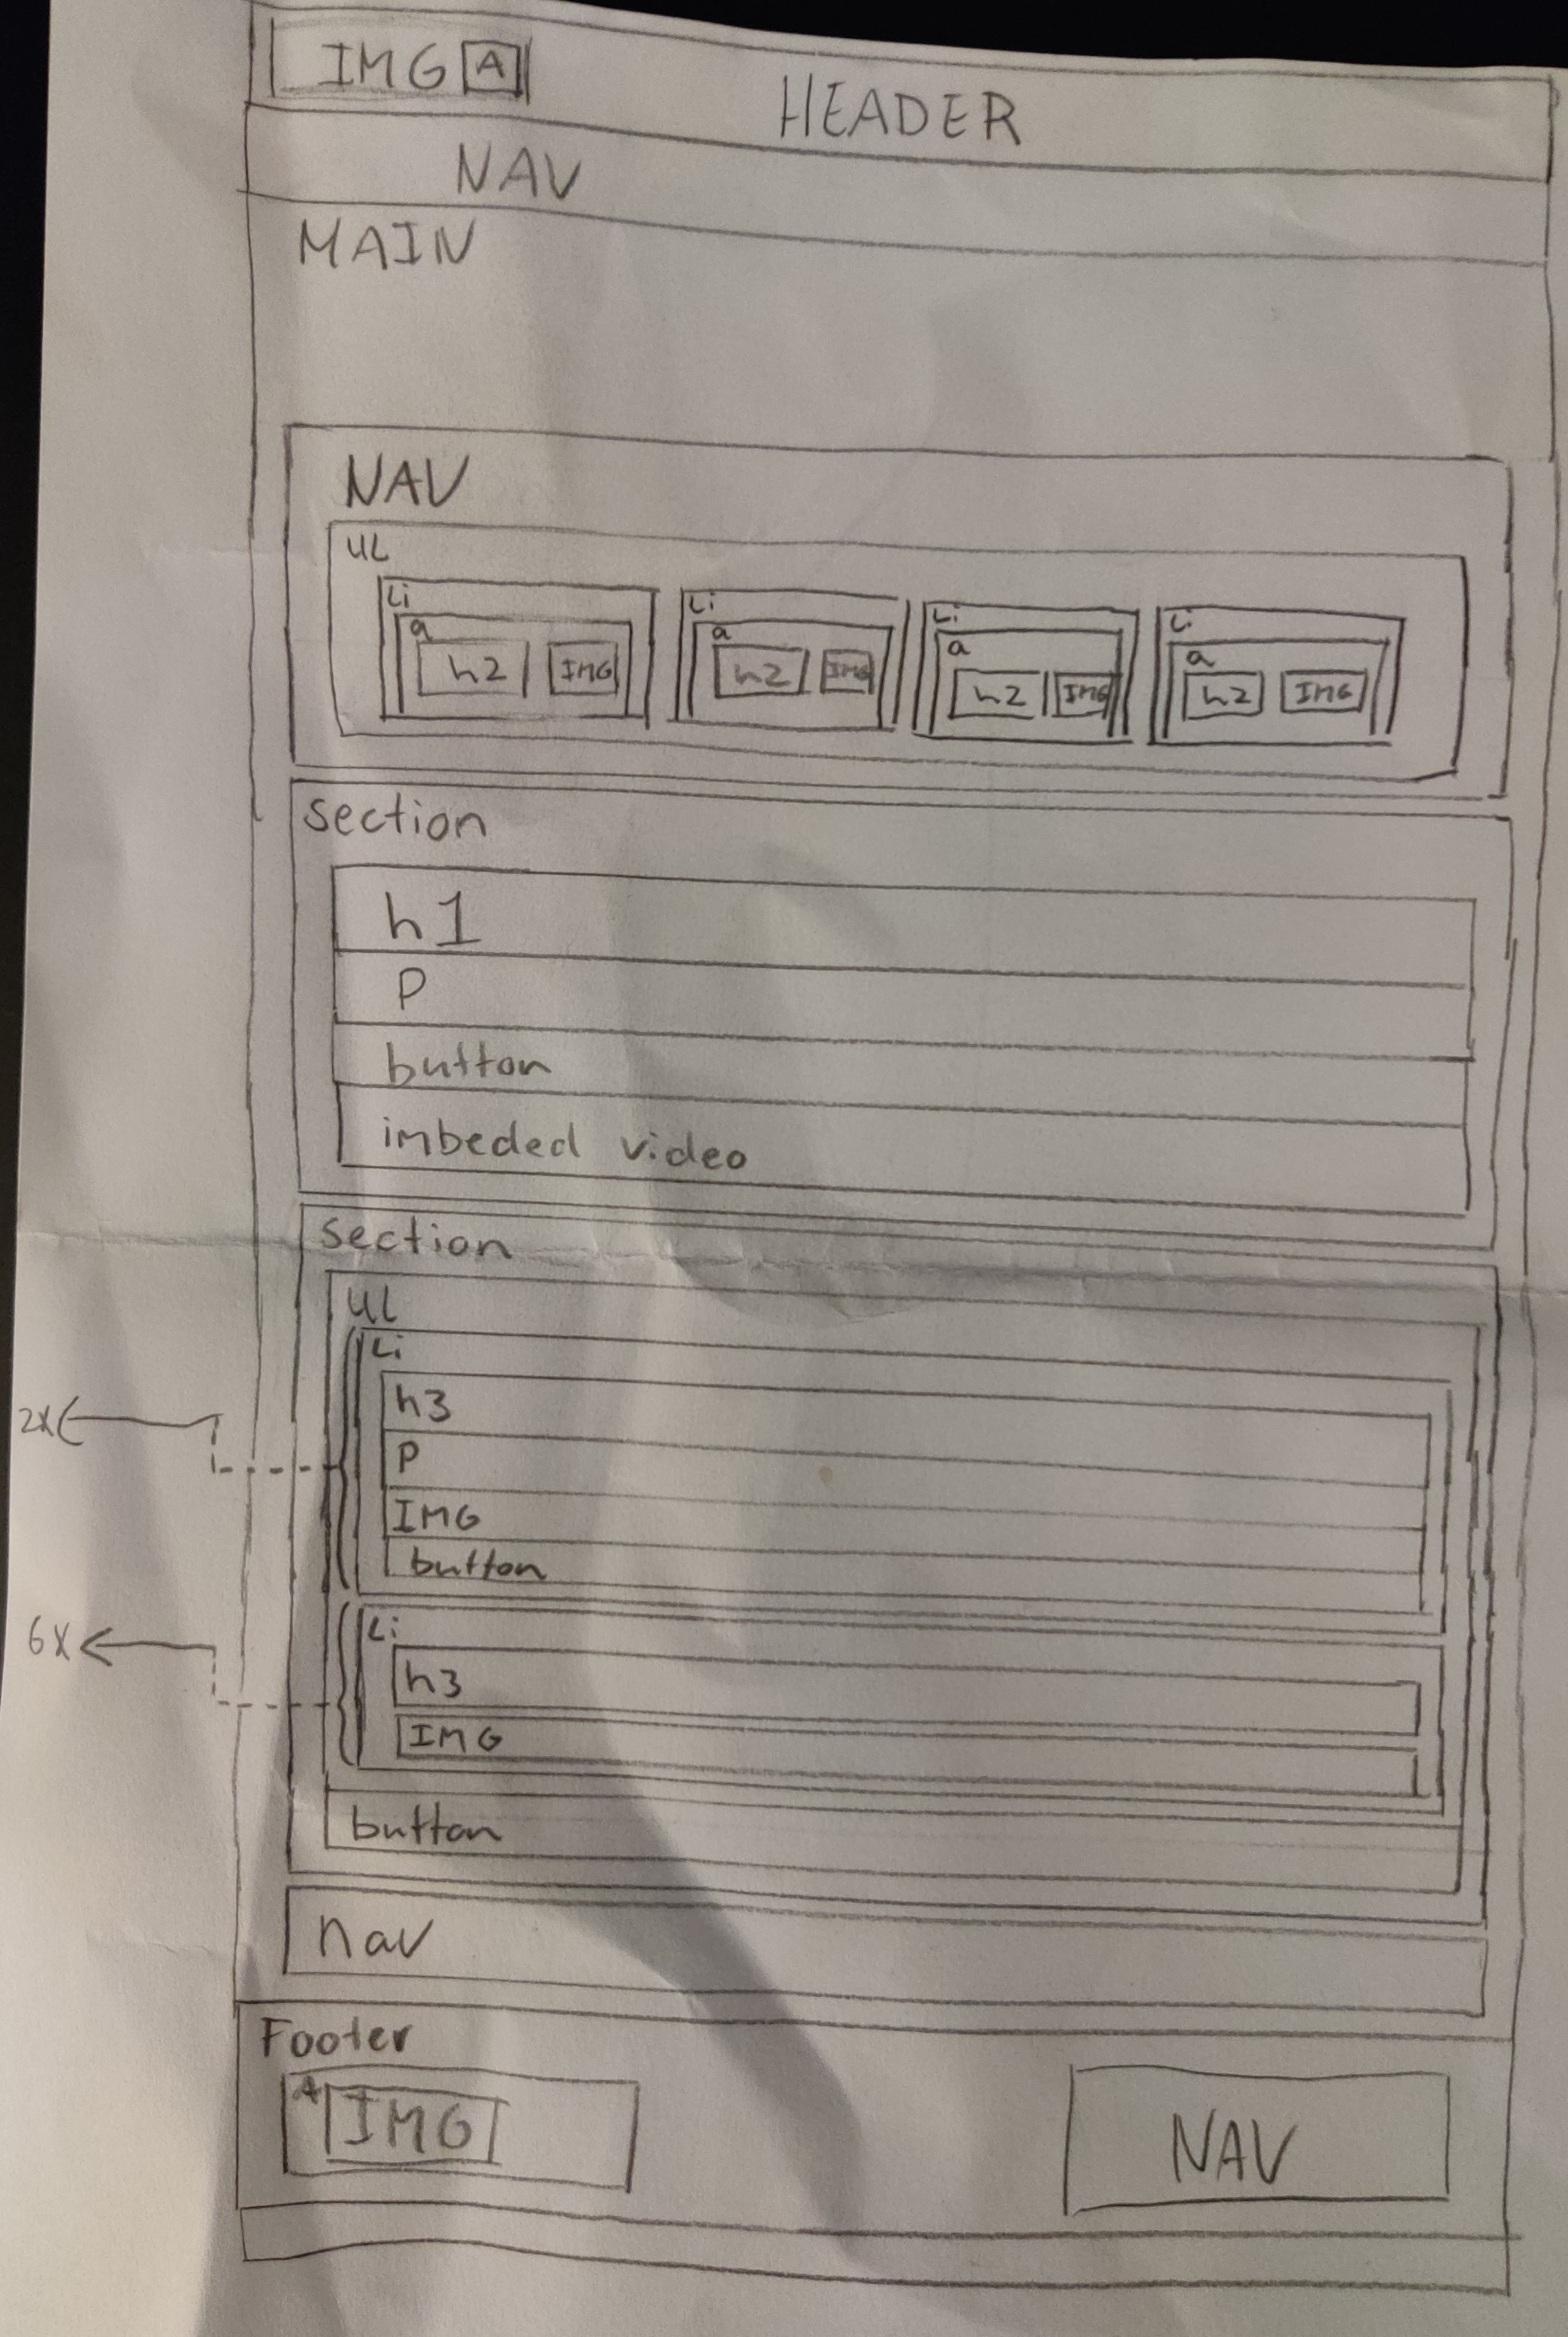 IMG A
HEADER
NAV
MAIN
NAV
UL
Li Li Li Li
a a a a
h2 IMG h2 IMG h2 IMG h2 IMG
section
h1
P
button
imbeded video
section
UL
Li
2x
h3
P
IMG
button
6x
Li
h3
IMG
button
nav
Footer
A IMG
NAV